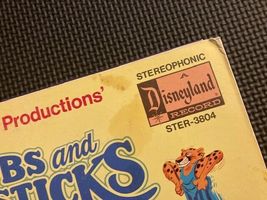 STEREOPHONIC
A
Disneyland
RECORD
STER-3804
Productions'
BS and
STICKS